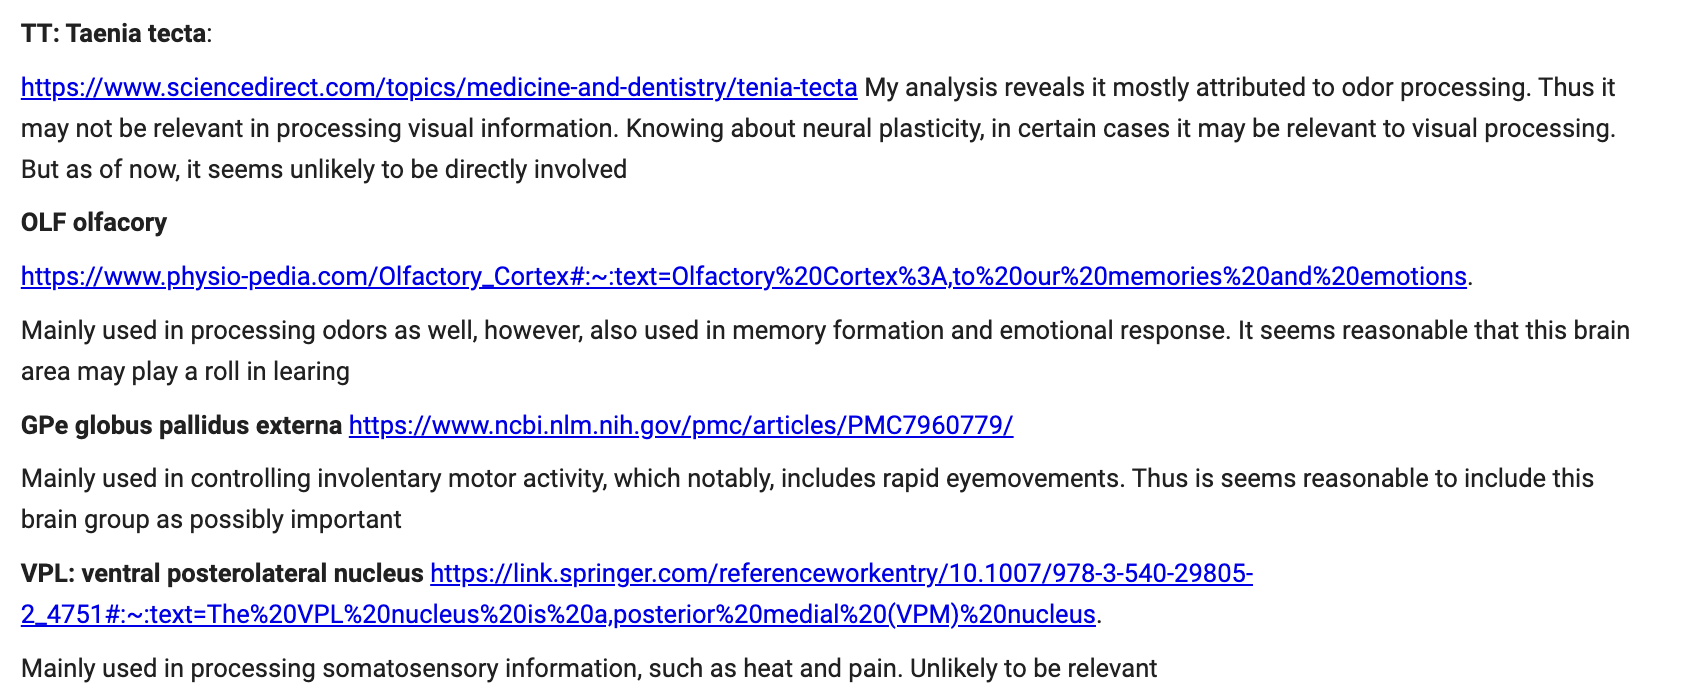 TT: Taenia tecta:
https://www.sciencedirect.com/topics/medicine-and-dentistry/tenia-tecta My analysis reveals it mostly attributed to odor processing. Thus it
may not be relevant in processing visual information. Knowing about neural plasticity, in certain cases it may be relevant to visual processing.
But as of now, it seems unlikely to be directly involved
OLF olfacory
https://www.physio-pedia.com/Olfactory_Cortex#:~:text=Olfactory%20Cortex%3A,to%20our%20memories%20and%20emotions.
Mainly used in processing odors as well, however, also used in memory formation and emotional response. It seems reasonable that this brain
area may play a roll in learing
GPe globus pallidus externa https://www.ncbi.nlm.nih.gov/pmc/articles/PMC7960779/
Mainly used in controlling involentary motor activity, which notably, includes rapid eyemovements. Thus is seems reasonable to include this
brain group as possibly important
VPL: ventral posterolateral nucleus https://link.springer.com/referenceworkentry/10.1007/978-3-540-29805-
2_4751#:~:text=The%20VPL%20nucleus%20is%20a,posterior%20medial%20(VPM)%20nucleus.
Mainly used in processing somatosensory information, such as heat and pain. Unlikely to be relevant